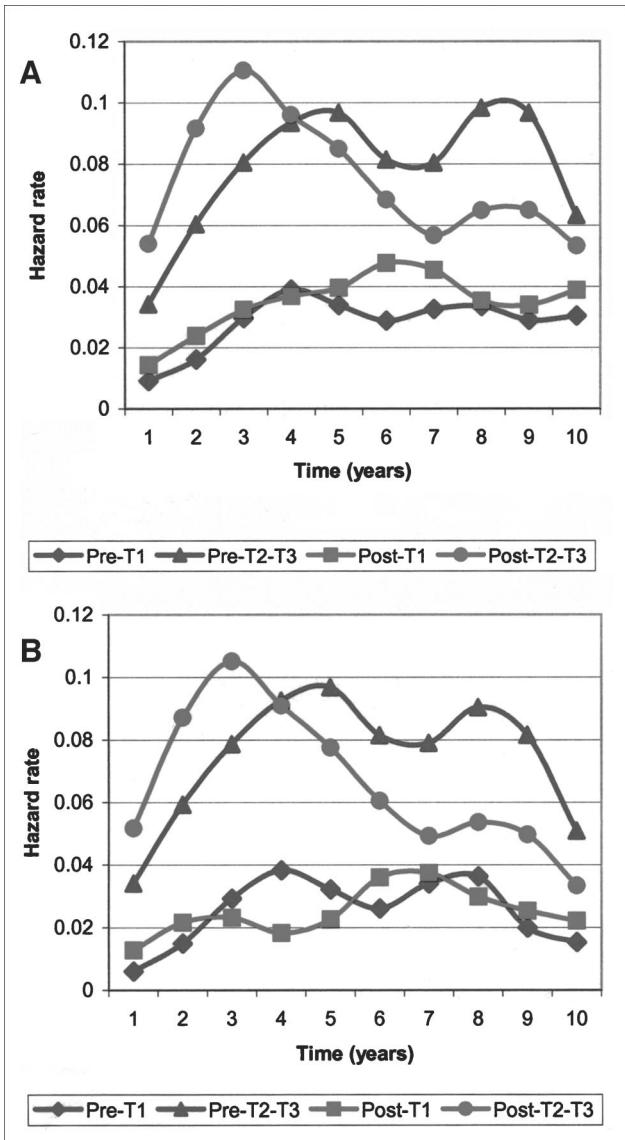 A
0.12
0.1
0.08
0.06
0.04
0.02
0
Hazard rate
1 2 3 4 5 6 7 8 9 10
Time (years)
Pre-T1 Pre-T2-T3 Post-T1 Post-T2-T3
B
0.12
0.1
0.08
0.06
0.04
0.02
0
Hazard rate
1 2 3 4 5 6 7 8 9 10
Time (years)
Pre-T1 Pre-T2-T3 Post-T1 Post-T2-T3